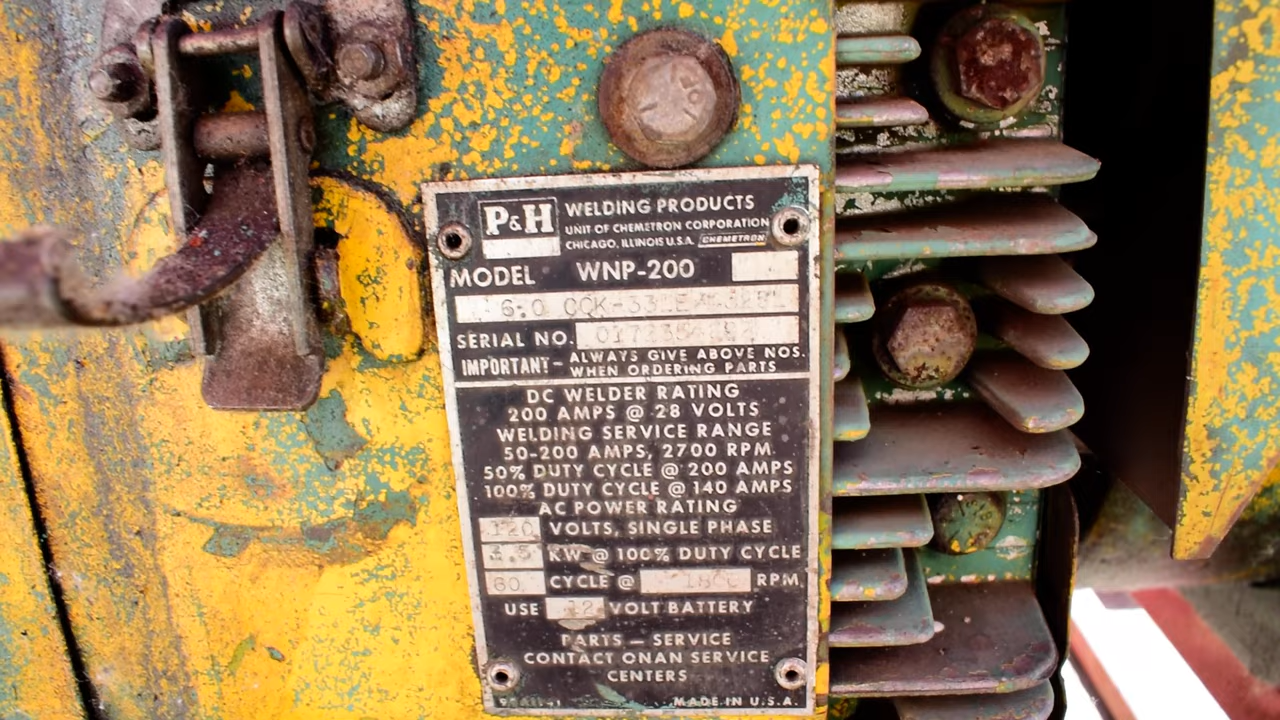 P&H WELDING PRODUCTS
UNIT OF CHEMETRON CORPORATION
CHICAGO, ILLINOIS U.S.A. CHEMETRON
MODEL WNP-200
SERIAL NO.
IMPORTANT - ALWAYS GIVE ABOVE NOS.
WHEN ORDERING PARTS
DC WELDER RATING
200 AMPS @ 28 VOLTS
WELDING SERVICE RANGE
50-200 AMPS, 2700 RPM
50% DUTY CYCLE @ 200 AMPS
100% DUTY CYCLE @ 140 AMPS
AC POWER RATING
120 VOLTS, SINGLE PHASE
KW @ 100% DUTY CYCLE
60 CYCLE @ RPM
USE 12 VOLT BATTERY
PARTS — SERVICE
CONTACT ONAN SERVICE
CENTERS
MADE IN U.S.A.